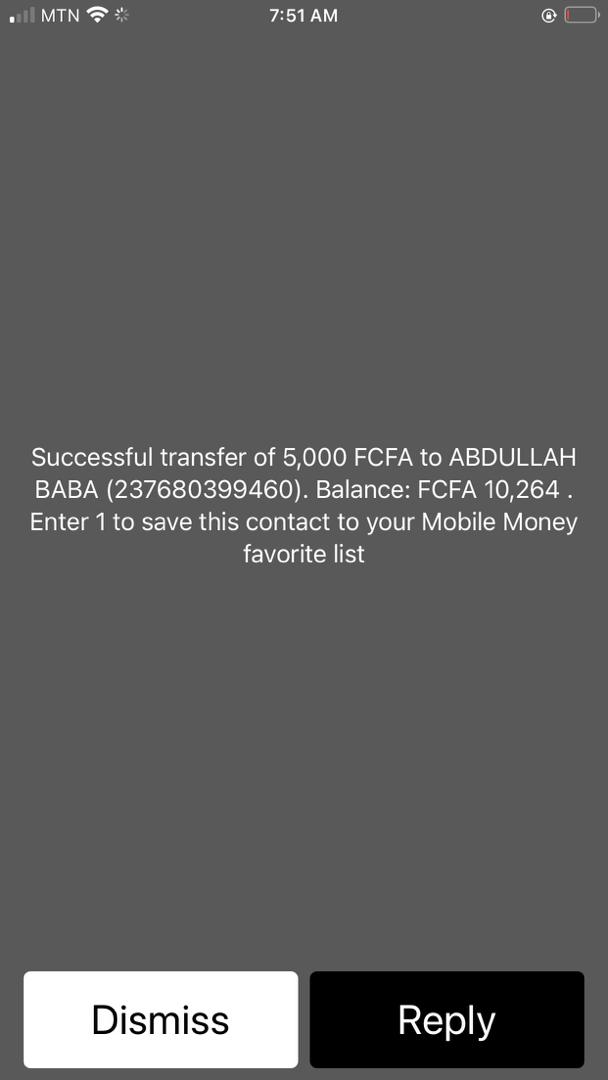 MTN 7:51 AM
Successful transfer of 5,000 FCFA to ABDULLAH
BABA (237680399460). Balance: FCFA 10,264 .
Enter 1 to save this contact to your Mobile Money
favorite list
Dismiss Reply